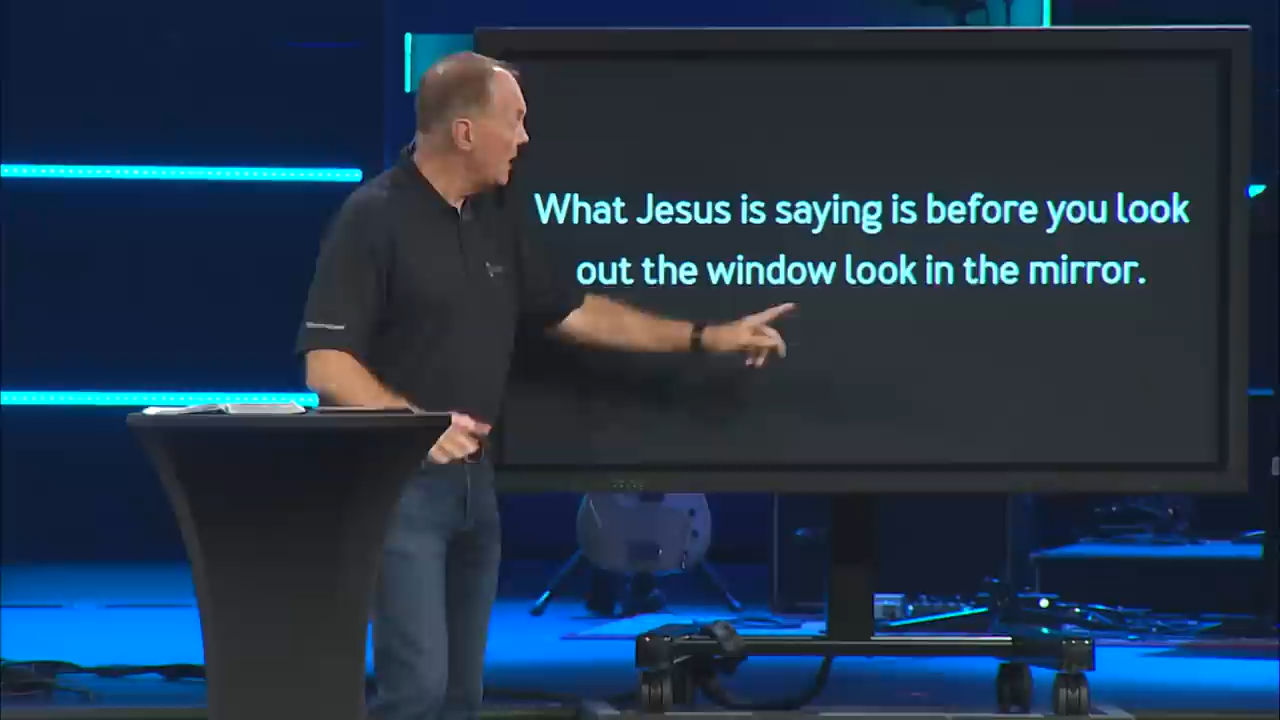 What Jesus is saying is before you look
out the window look in the mirror.